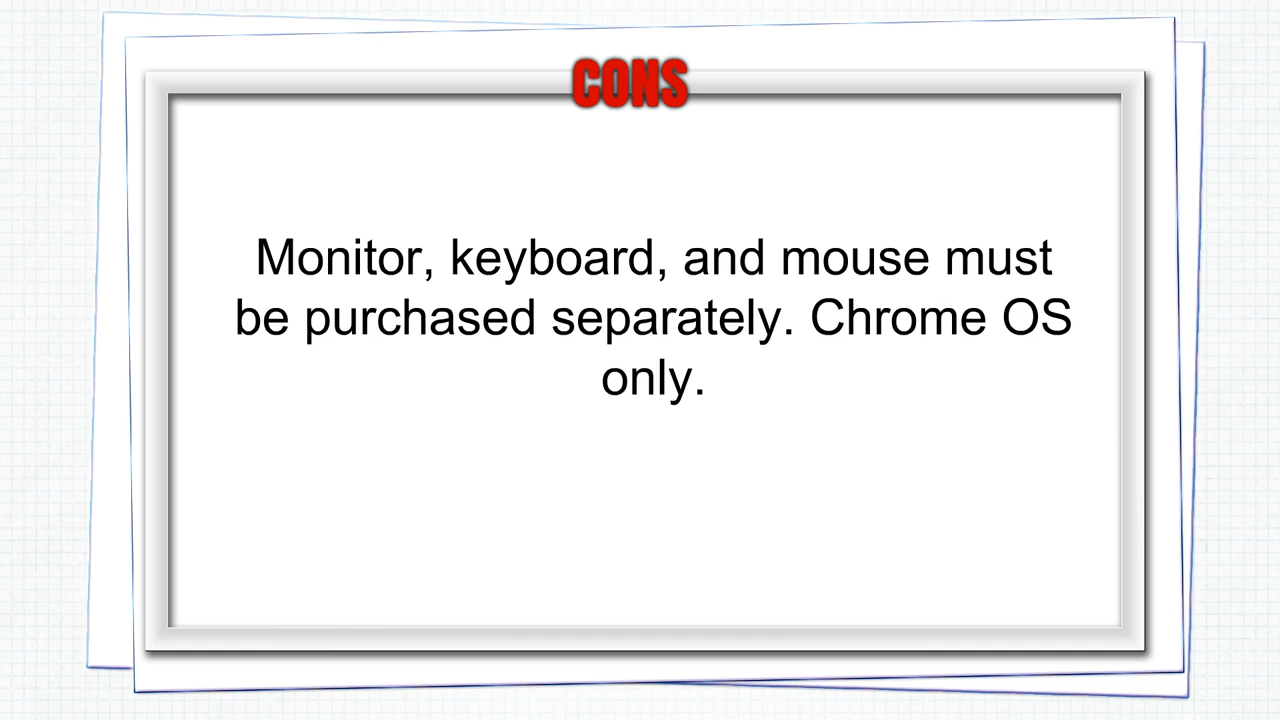 CONS
Monitor, keyboard, and mouse must
be purchased separately. Chrome OS
only.